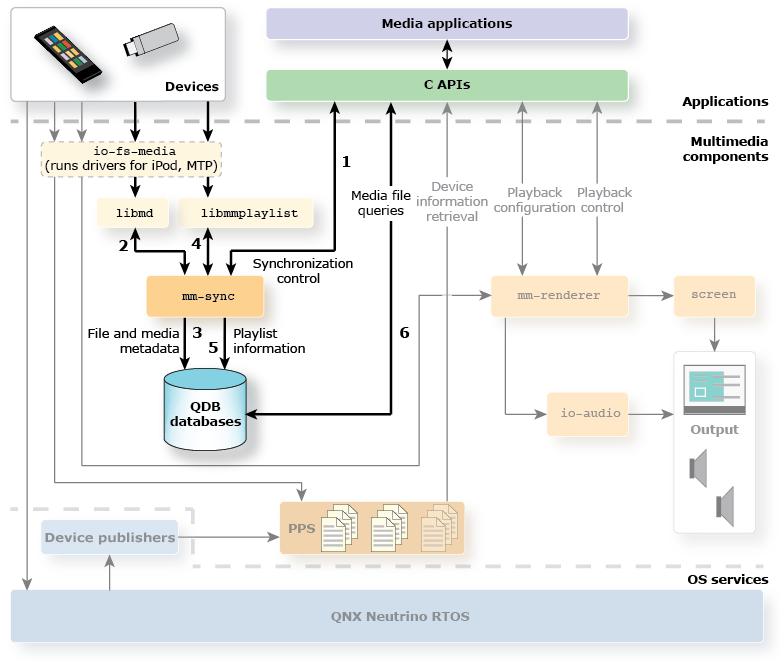 Media applications
Devices
C APIs
Applications
Multimedia
components
io-fs-media
(runs drivers for iPod, MTP)
1
Media file
queries
Device
information
retrieval
Playback
configuration
Playback
control
libmd
libmmplaylist
2
4
Synchronization
control
mm-sync
mm-renderer
screen
File and media
metadata
3
5
Playlist
information
6
QDB
databases
io-audio
Output
PPS
Device publishers
OS services
QNX Neutrino RTOS